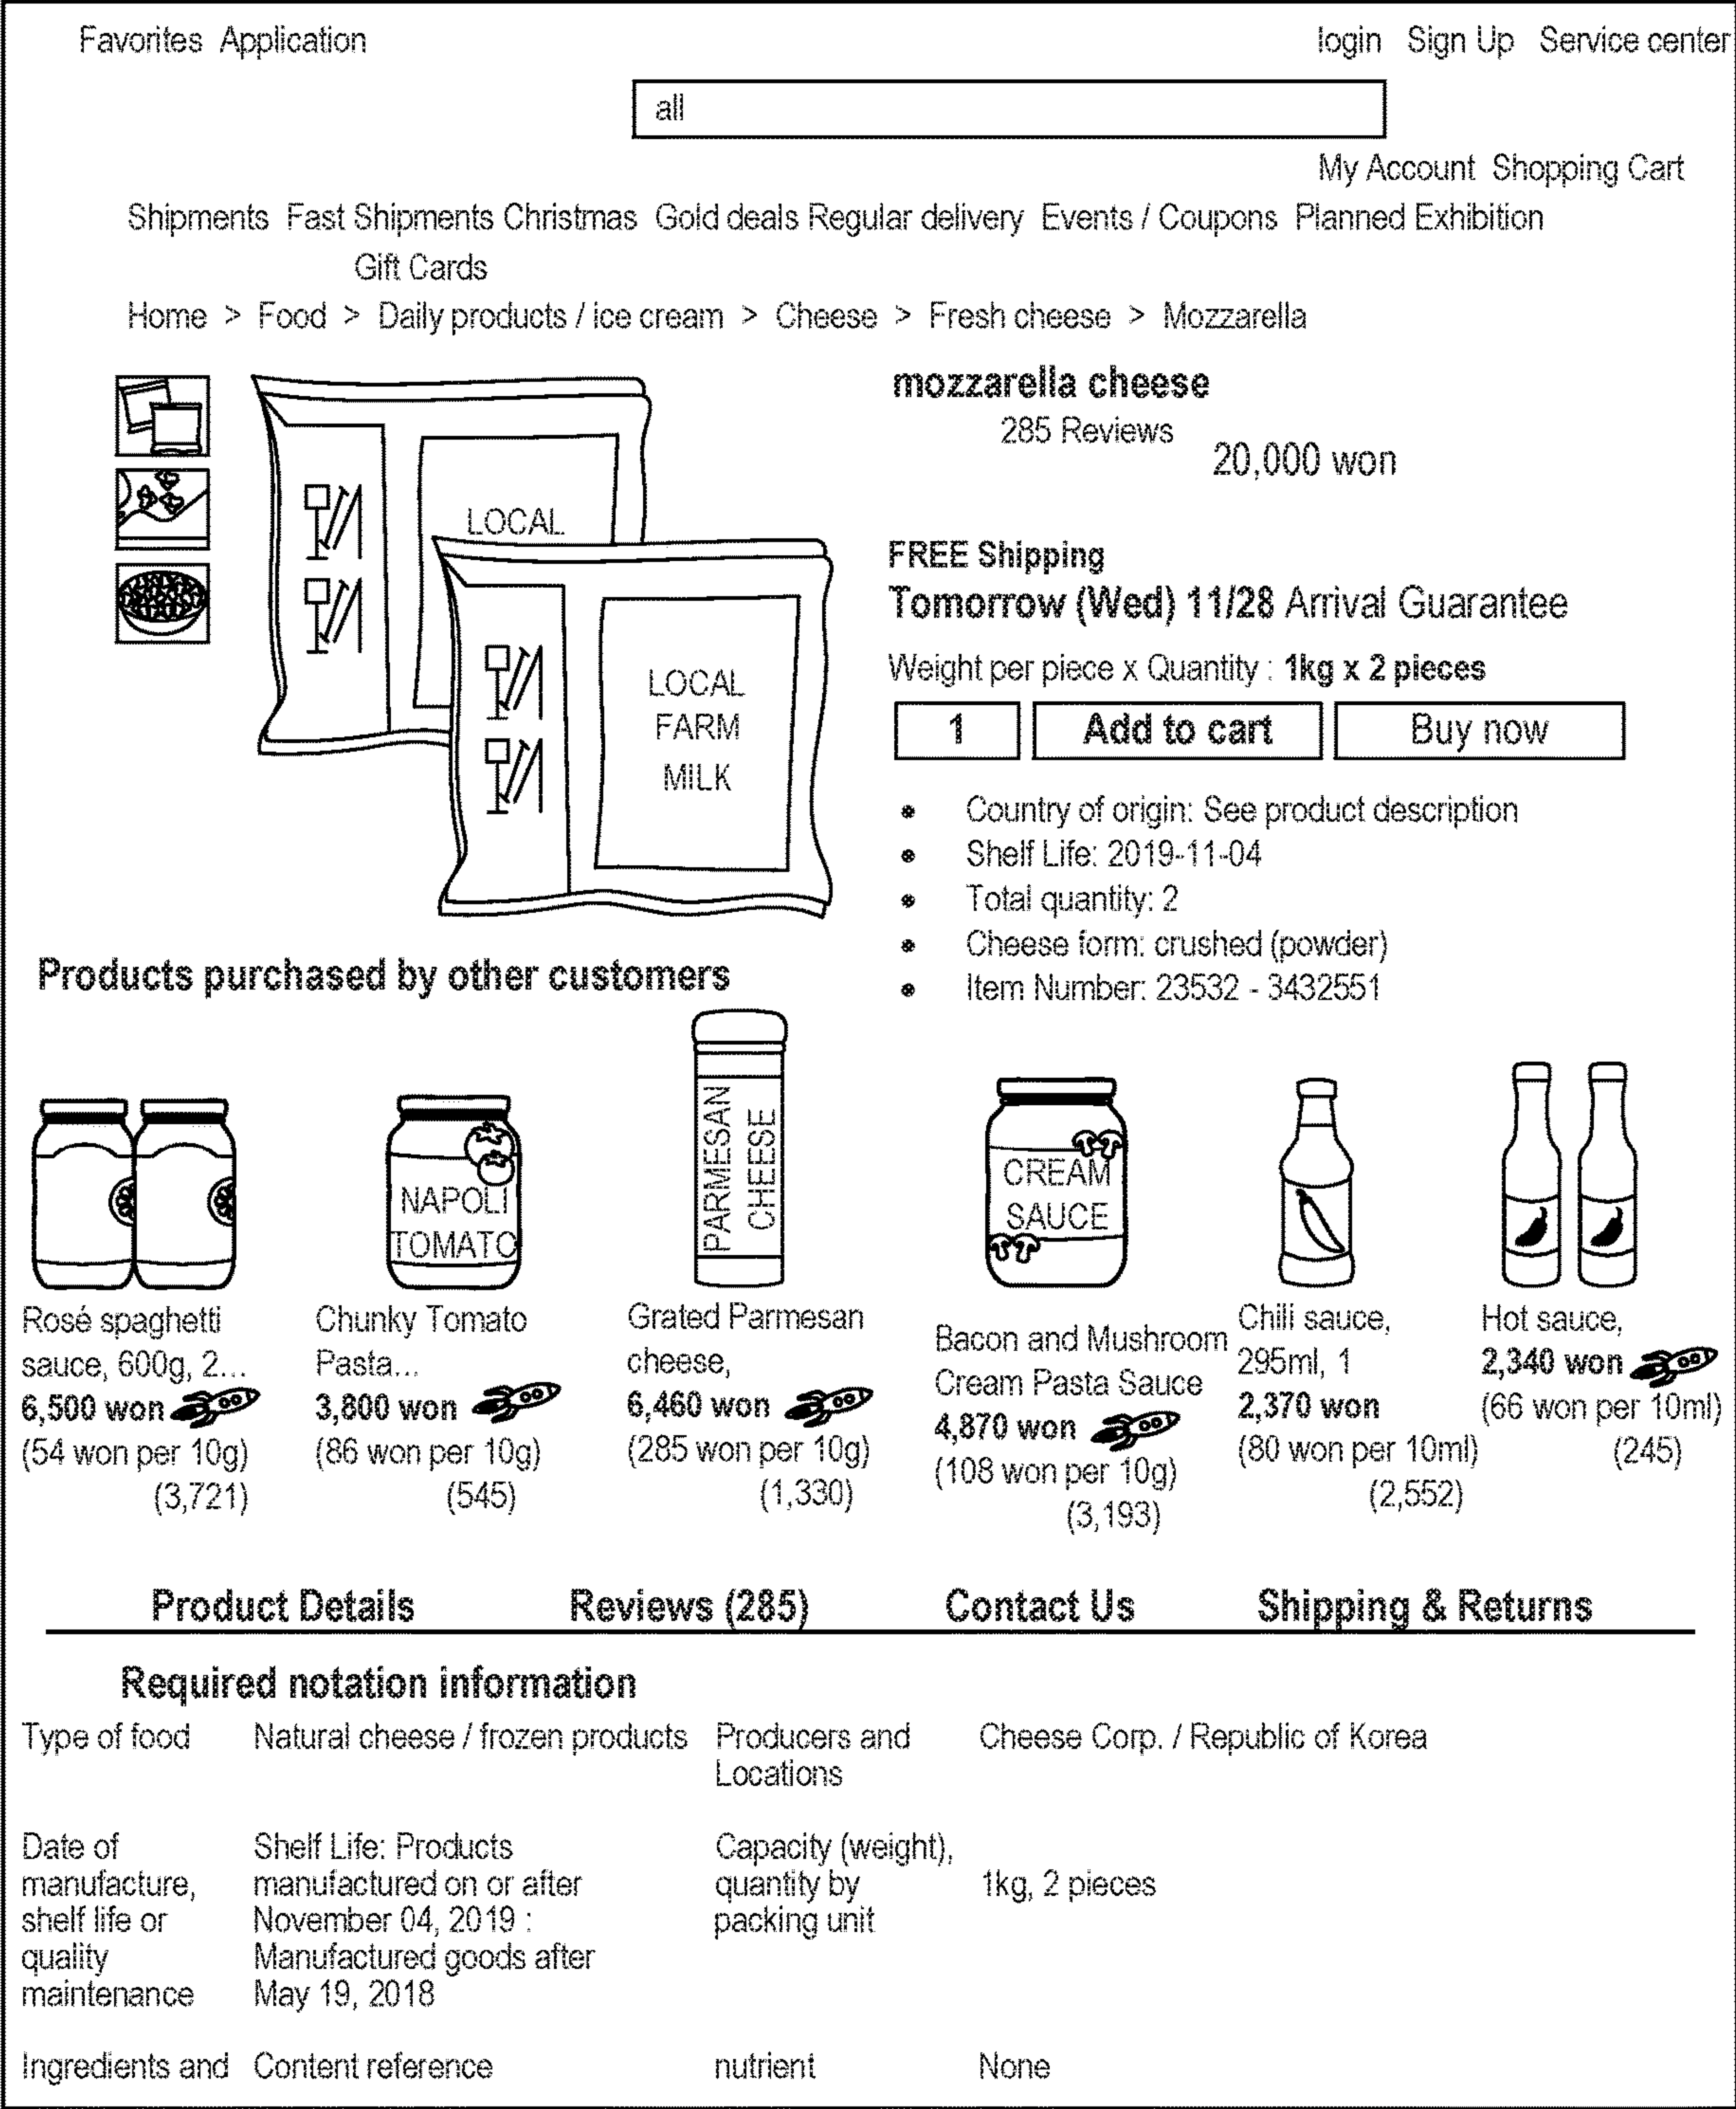 Favorites Application
login Sign Up Service center
all
My Account Shopping Cart
Shipments Fast Shipments Christmas Gold deals Regular delivery Events / Coupons Planned Exhibition
Gift Cards
Home > Food > Daily products / ice cream > Cheese > Fresh cheese > Mozzarella
LOCAL
LOCAL
FARM
MILK
mozzarella cheese
285 Reviews
20,000 won
FREE Shipping
Tomorrow (Wed) 11/28 Arrival Guarantee
Weight per piece x Quantity : 1kg x 2 pieces
1 Add to cart Buy now
• Country of origin: See product description
• Shelf Life: 2019-11-04
• Total quantity: 2
• Cheese form: crushed (powder)
• Item Number: 23532 - 3432551
Products purchased by other customers
NAPOLI
TOMATO
PARMESAN
CHEESE
CREAM
SAUCE
Rosé spaghetti
sauce, 600g, 2...
6,500 won
(54 won per 10g)
(3,721)
Chunky Tomato
Pasta...
3,800 won
(86 won per 10g)
(545)
Grated Parmesan
cheese,
6,460 won
(285 won per 10g)
(1,330)
Bacon and Mushroom
Cream Pasta Sauce
4,870 won
(108 won per 10g)
(3,193)
Chili sauce,
295ml, 1
2,370 won
(80 won per 10ml)
(2,552)
Hot sauce,
2,340 won
(66 won per 10ml)
(245)
Product Details Reviews (285) Contact Us Shipping & Returns
Required notation information
Type of food
Natural cheese / frozen products
Producers and
Locations
Cheese Corp. / Republic of Korea
Date of
manufacture,
shelf life or
quality
maintenance
Shelf Life: Products
manufactured on or after
November 04, 2019 :
Manufactured goods after
May 19, 2018
Capacity (weight),
quantity by
packing unit
1kg, 2 pieces
Ingredients and
Content reference
nutrient
None